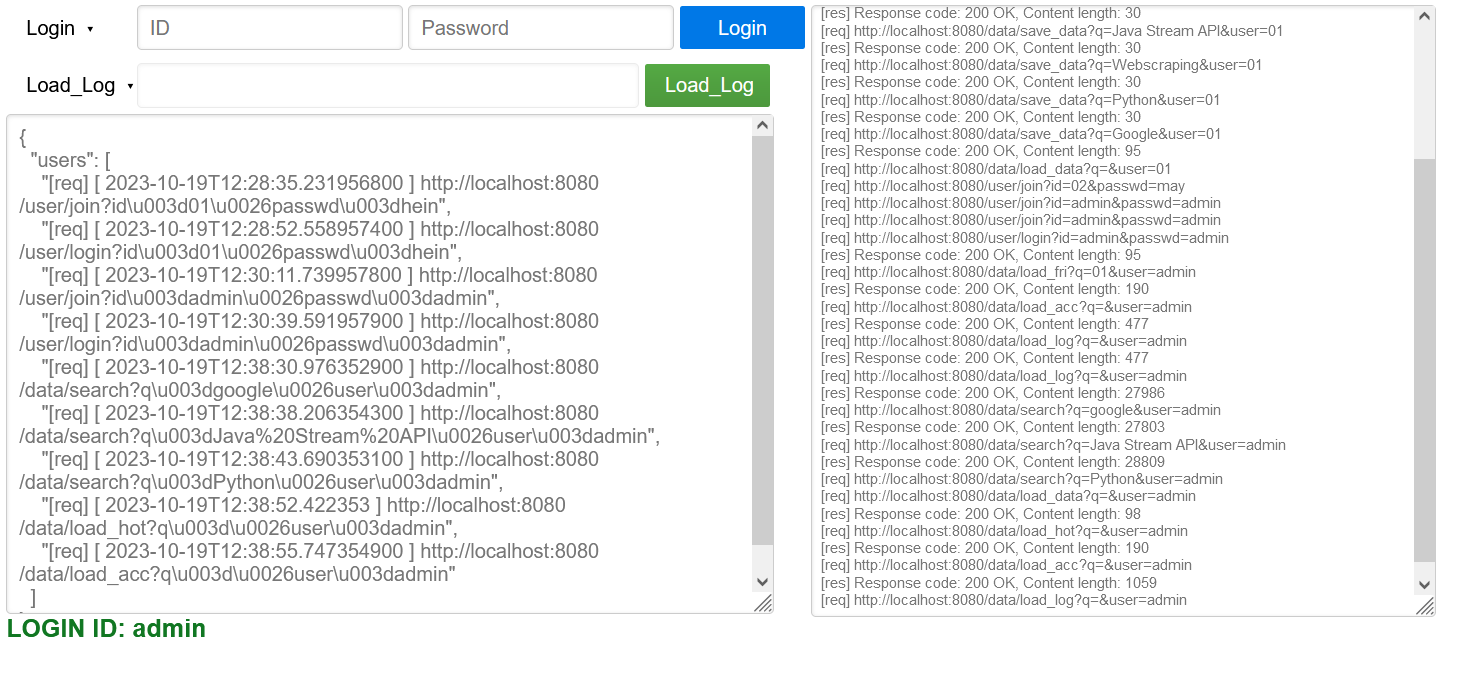 Login
ID
Password
Login
Load_Log
Load_Log
{
"users": [
"[req] [ 2023-10-19T12:28:35.231956800 ] http://localhost:8080
/user/join?id\u003d01\u0026passwd\u003dhein",
"[req] [ 2023-10-19T12:28:52.558957400 ] http://localhost:8080
/user/login?id\u003d01\u0026passwd\u003dhein",
"[req] [ 2023-10-19T12:30:11.739957800 ] http://localhost:8080
/user/join?id\u003dadmin\u0026passwd\u003dadmin",
"[req] [ 2023-10-19T12:30:39.591957900 ] http://localhost:8080
/user/login?id\u003dadmin\u0026passwd\u003dadmin",
"[req] [ 2023-10-19T12:38:30.976352900 ] http://localhost:8080
/data/search?q\u003dgoogle\u0026user\u003dadmin",
"[req] [ 2023-10-19T12:38:38.206354300 ] http://localhost:8080
/data/search?q\u003dJava%20Stream%20API\u0026user\u003dadmin",
"[req] [ 2023-10-19T12:38:43.690353100 ] http://localhost:8080
/data/search?q\u003dPython\u0026user\u003dadmin",
"[req] [ 2023-10-19T12:38:52.422353 ] http://localhost:8080
/data/load_hot?q\u003d\u0026user\u003dadmin",
"[req] [ 2023-10-19T12:38:55.747354900 ] http://localhost:8080
/data/load_acc?q\u003d\u0026user\u003dadmin"
]
LOGIN ID: admin
[res] Response code: 200 OK, Content length: 30
[req] http://localhost:8080/data/save_data?q=Java Stream API&user=01
[res] Response code: 200 OK, Content length: 30
[req] http://localhost:8080/data/save_data?q=Webscraping&user=01
[res] Response code: 200 OK, Content length: 30
[req] http://localhost:8080/data/save_data?q=Python&user=01
[res] Response code: 200 OK, Content length: 30
[req] http://localhost:8080/data/save_data?q=Google&user=01
[res] Response code: 200 OK, Content length: 95
[req] http://localhost:8080/data/load_data?q=&user=01
[req] http://localhost:8080/user/join?id=02&passwd=may
[req] http://localhost:8080/user/join?id=admin&passwd=admin
[req] http://localhost:8080/user/join?id=admin&passwd=admin
[req] http://localhost:8080/user/login?id=admin&passwd=admin
[res] Response code: 200 OK, Content length: 95
[req] http://localhost:8080/data/load_fri?q=01&user=admin
[res] Response code: 200 OK, Content length: 190
[req] http://localhost:8080/data/load_acc?q=&user=admin
[res] Response code: 200 OK, Content length: 477
[req] http://localhost:8080/data/load_log?q=&user=admin
[res] Response code: 200 OK, Content length: 477
[req] http://localhost:8080/data/load_log?q=&user=admin
[res] Response code: 200 OK, Content length: 27986
[req] http://localhost:8080/data/search?q=google&user=admin
[res] Response code: 200 OK, Content length: 27803
[req] http://localhost:8080/data/search?q=Java Stream API&user=admin
[res] Response code: 200 OK, Content length: 28809
[req] http://localhost:8080/data/search?q=Python&user=admin
[req] http://localhost:8080/data/load_data?q=&user=admin
[res] Response code: 200 OK, Content length: 98
[req] http://localhost:8080/data/load_hot?q=&user=admin
[res] Response code: 200 OK, Content length: 190
[req] http://localhost:8080/data/load_acc?q=&user=admin
[res] Response code: 200 OK, Content length: 1059
[req] http://localhost:8080/data/load_log?q=&user=admin